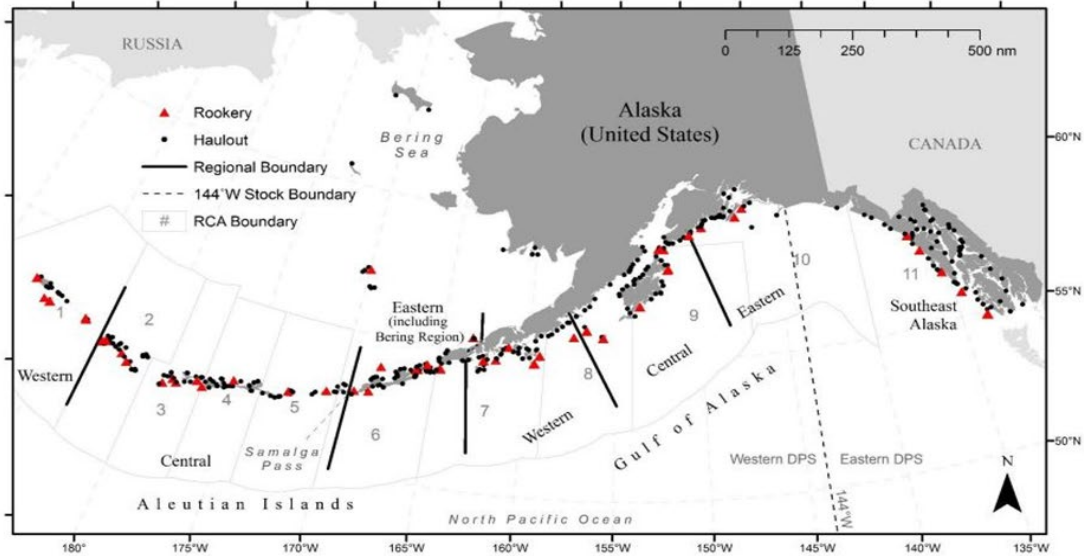 RUSSIA
0 125 250 500 nm
Rookery
Haulout
Regional Boundary
144°W Stock Boundary
# RCA Boundary
Bering
Sea
Alaska
(United States)
CANADA
60°N
55°N
50°N
1
2
3
4
5
6
7
8
9
10
11
Western
Central
Samalga
Pass
Eastern
(including
Bering Region)
Western
Central
Eastern
Southeast
Alaska
Gulf of Alaska
Western DPS
Eastern DPS
144°W
N
Aleutian Islands
North Pacific Ocean
180° 175°W 170°W 165°W 160°W 155°W 150°W 145°W 140°W 135°W